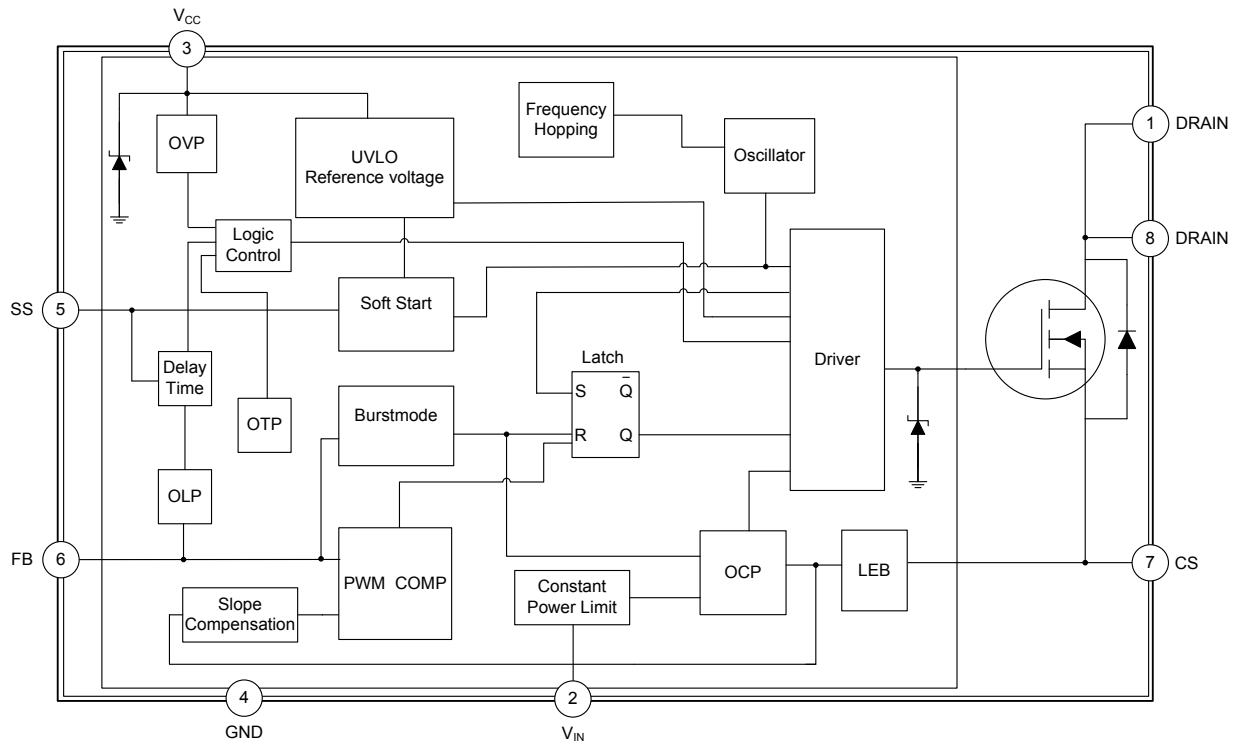 VCC
3
Frequency
Hopping
OVP
UVLO
Reference voltage
Oscillator
1
DRAIN
Logic
Control
8
DRAIN
SS
5
Soft Start
Delay
Time
OTP
Burstmode
Latch
S
Q̅
R
Q
Driver
OLP
FB
6
PWM COMP
OCP
LEB
7
CS
Slope
Compensation
Constant
Power Limit
4
GND
2
VIN